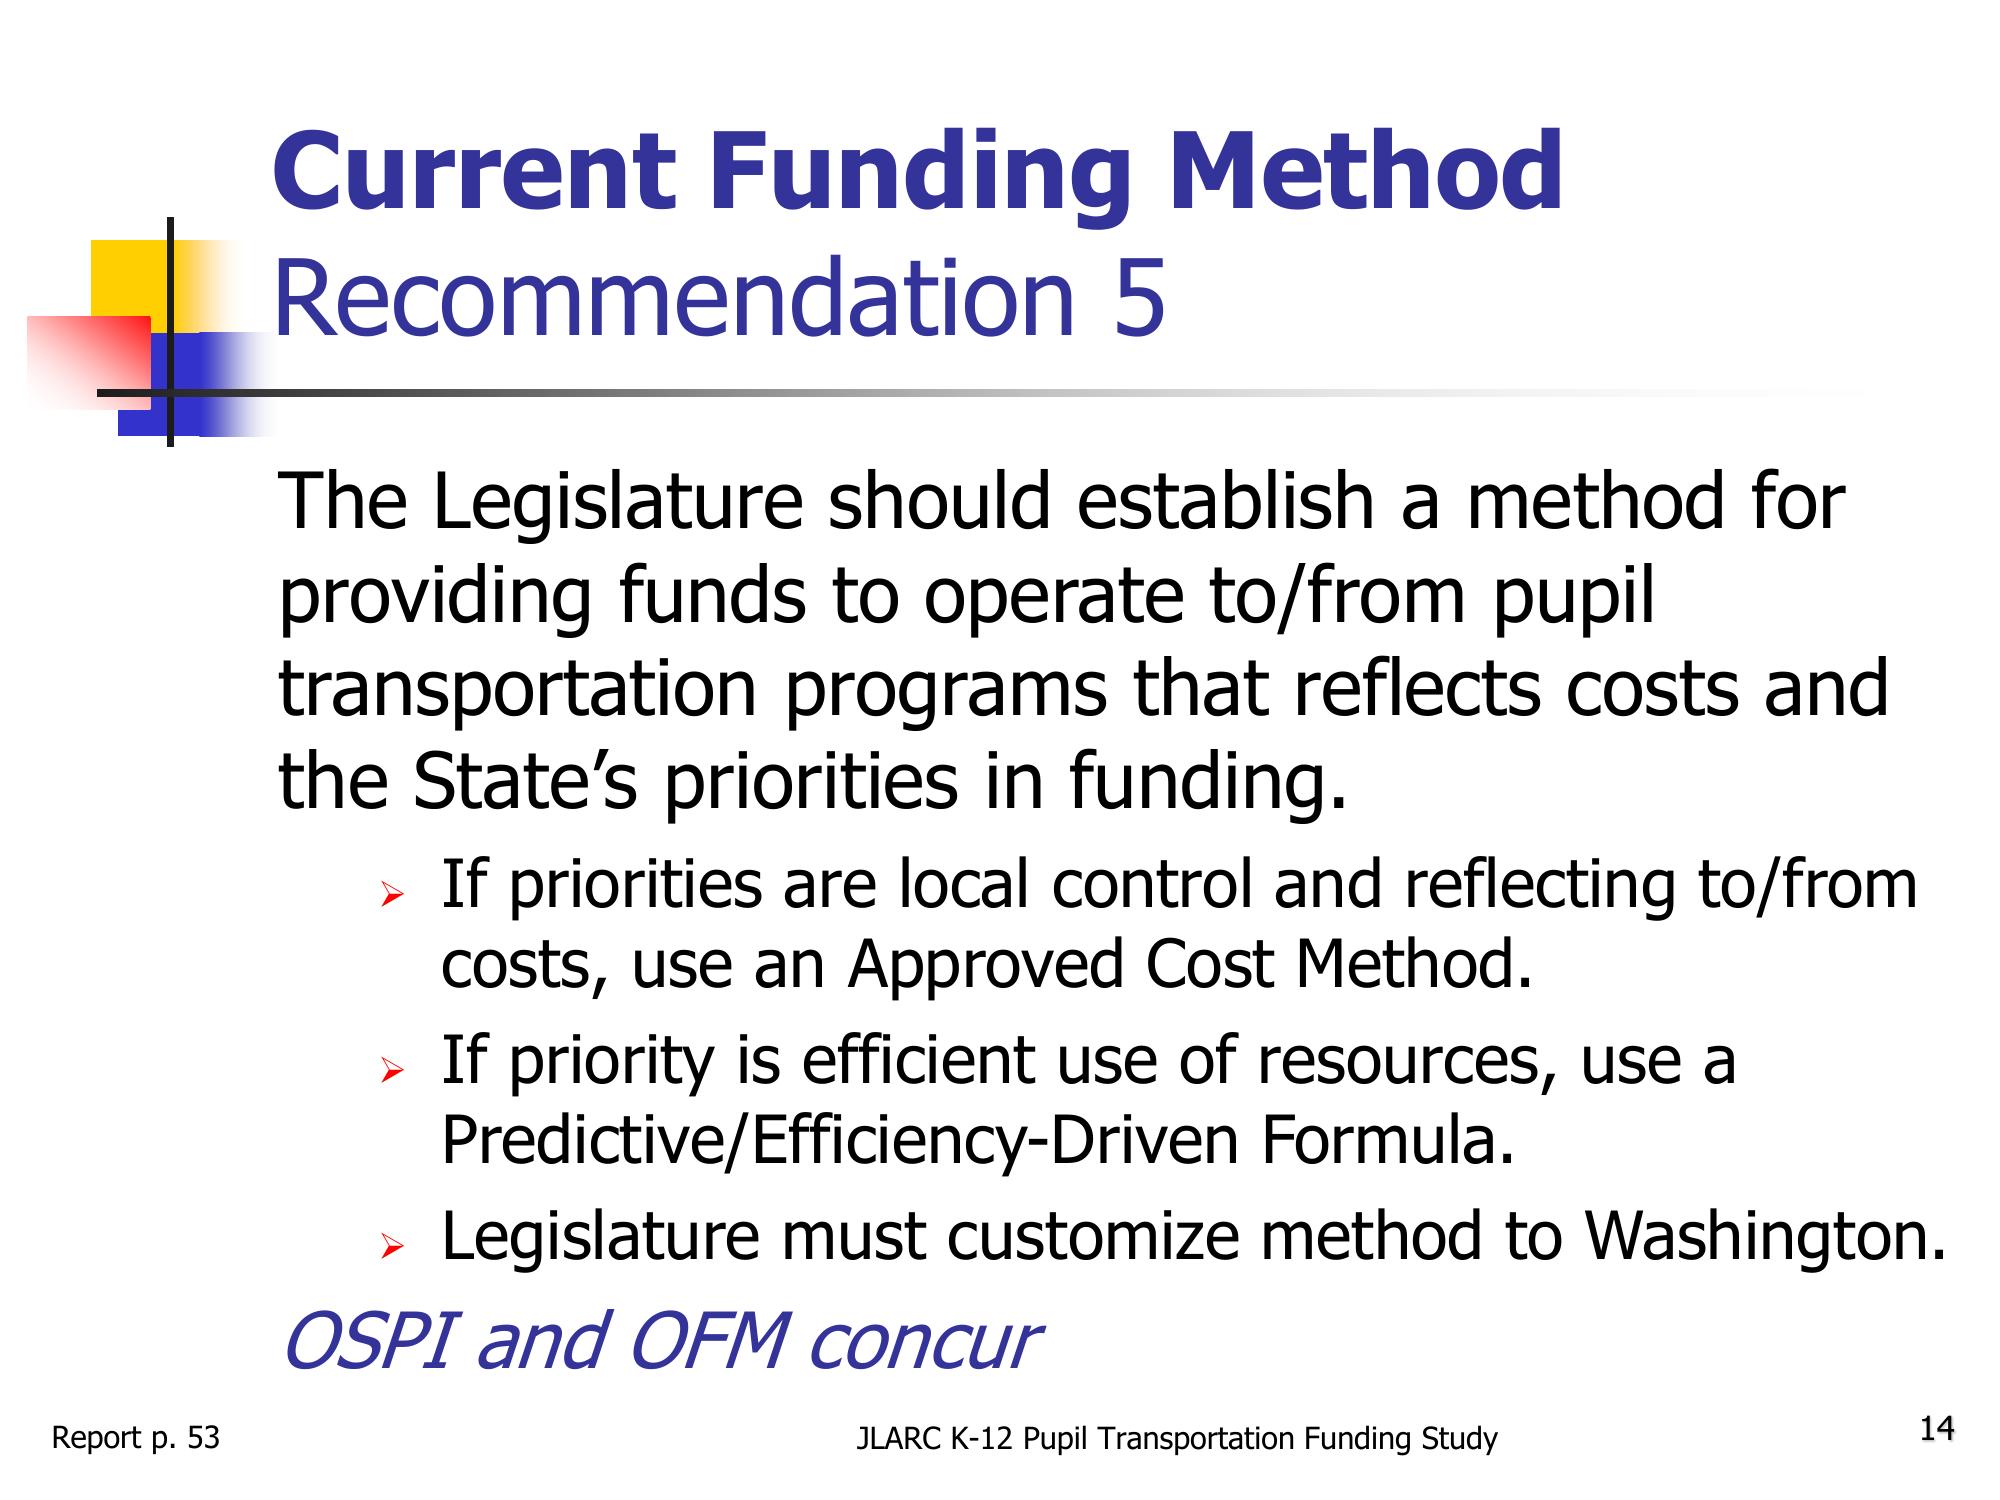 Current Funding Method
Recommendation 5
The Legislature should establish a method for
providing funds to operate to/from pupil
transportation programs that reflects costs and
the State’s priorities in funding.
➢ If priorities are local control and reflecting to/from
costs, use an Approved Cost Method.
➢ If priority is efficient use of resources, use a
Predictive/Efficiency-Driven Formula.
➢ Legislature must customize method to Washington.
OSPI and OFM concur
Report p. 53
JLARC K-12 Pupil Transportation Funding Study
14